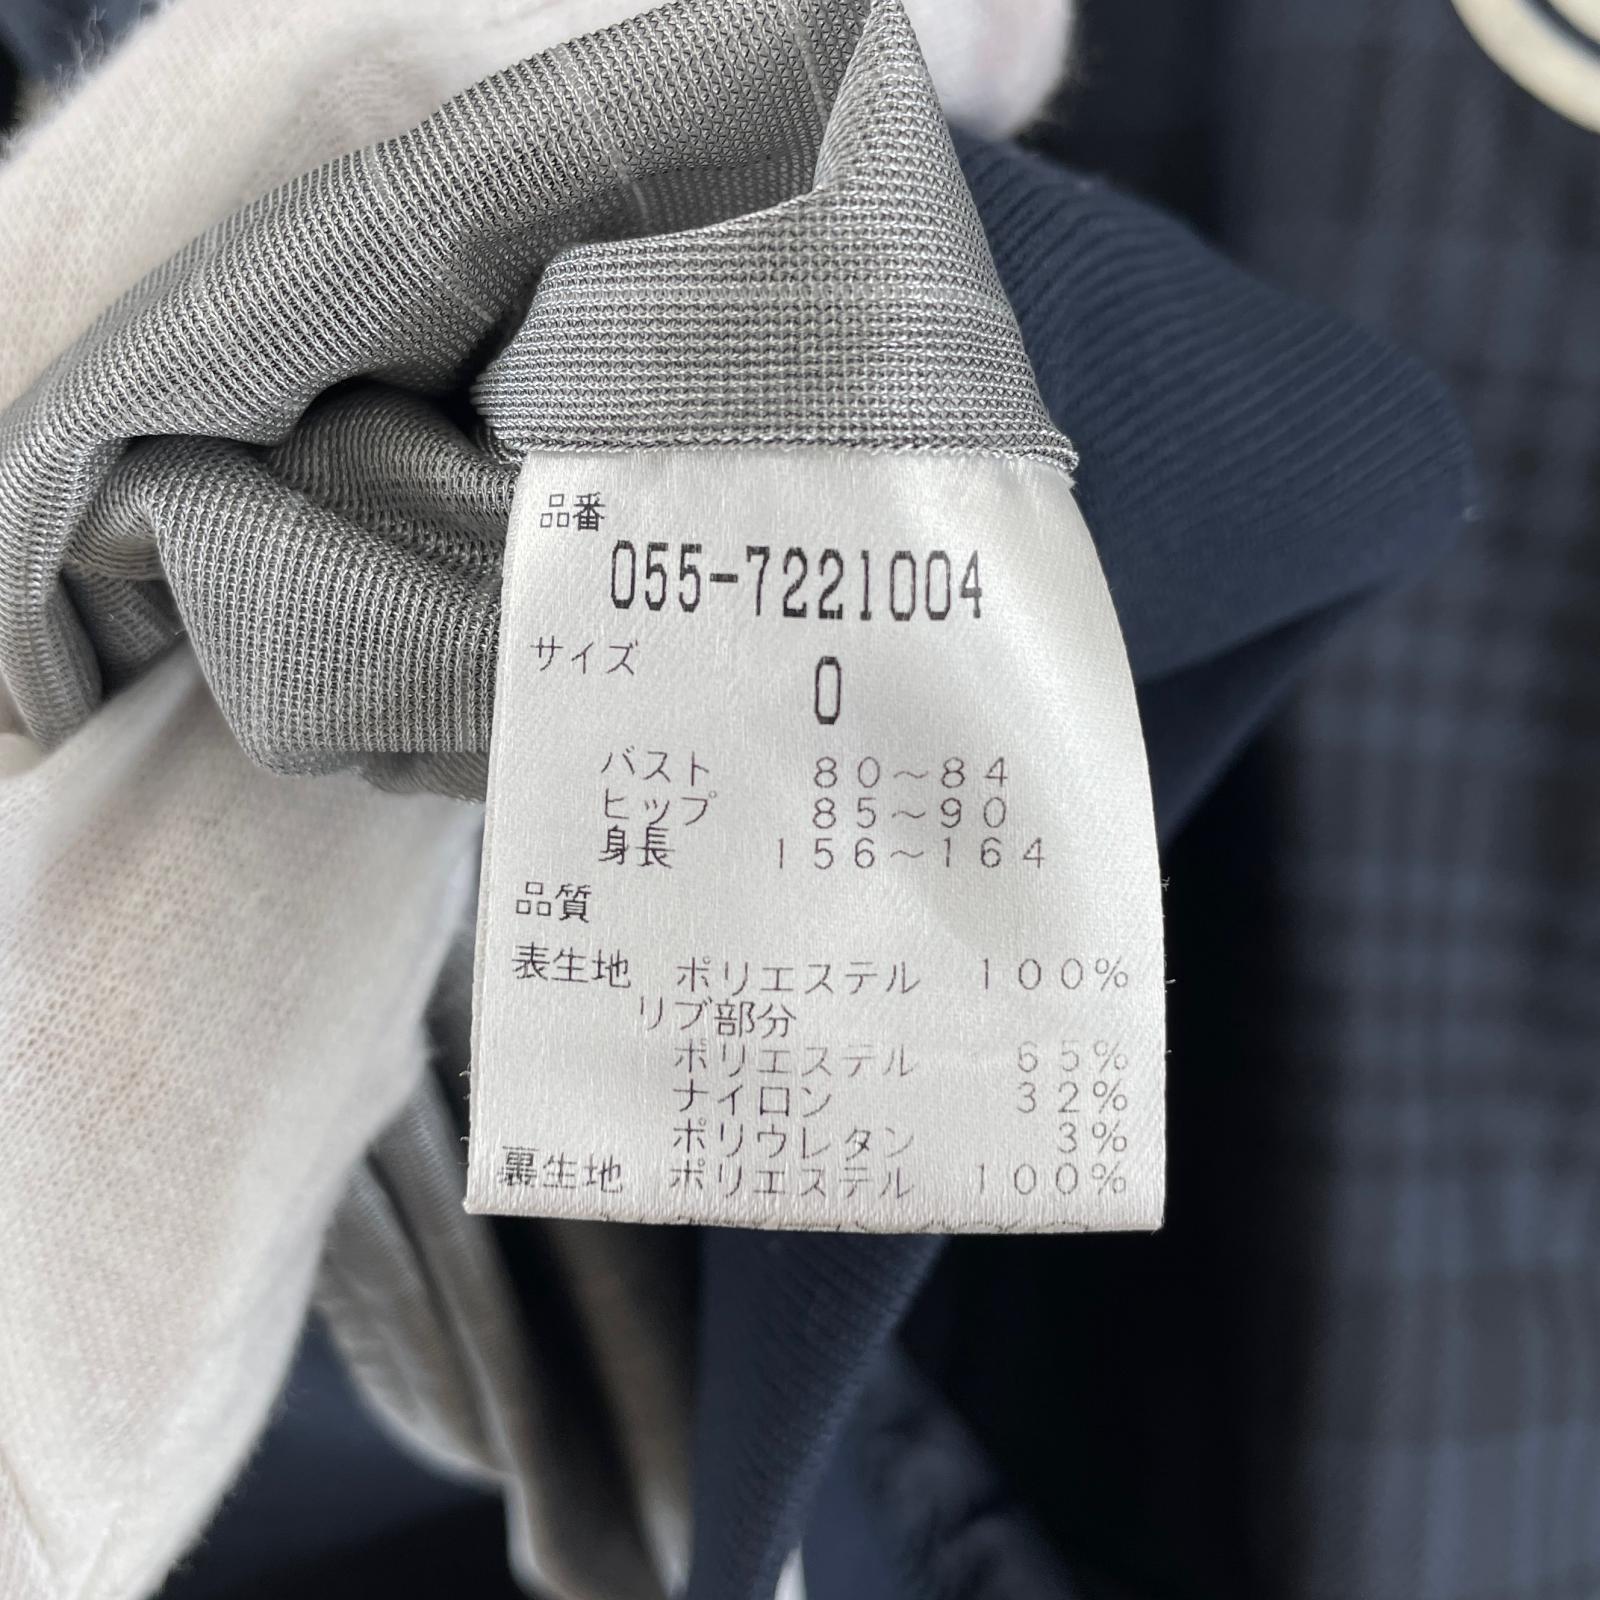 品番
055-7221004
サイズ
0
バスト 80～84
ヒップ 85～90
身長 156～164
品質
表生地 ポリエステル 100%
リブ部分
ポリエステル 65%
ナイロン 32%
ポリウレタン 3%
裏生地 ポリエステル 100%